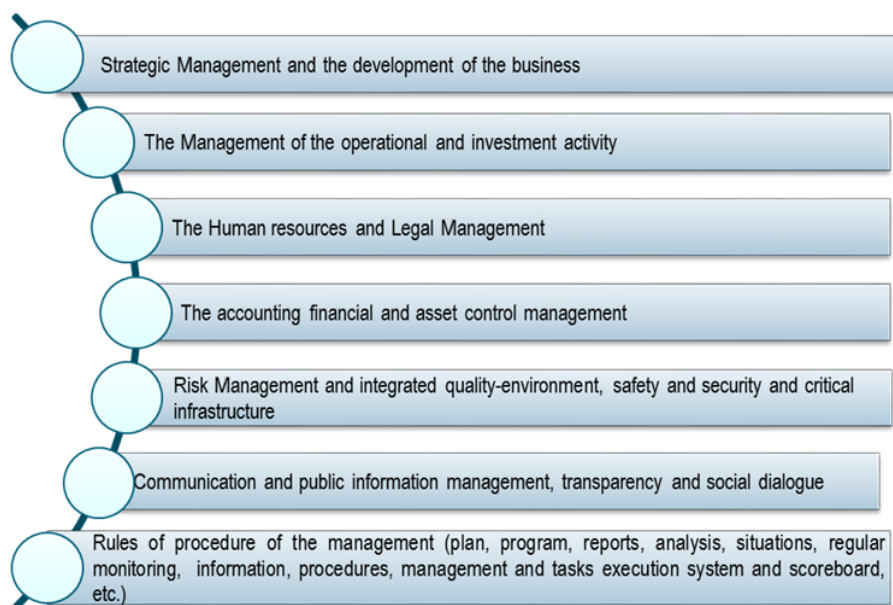 Strategic Management and the development of the business
The Management of the operational and investment activity
The Human resources and Legal Management
The accounting financial and asset control management
Risk Management and integrated quality-environment, safety and security and critical
infrastructure
Communication and public information management, transparency and social dialogue
Rules of procedure of the management (plan, program, reports, analysis, situations, regular
monitoring, information, procedures, management and tasks execution system and scoreboard,
etc.)